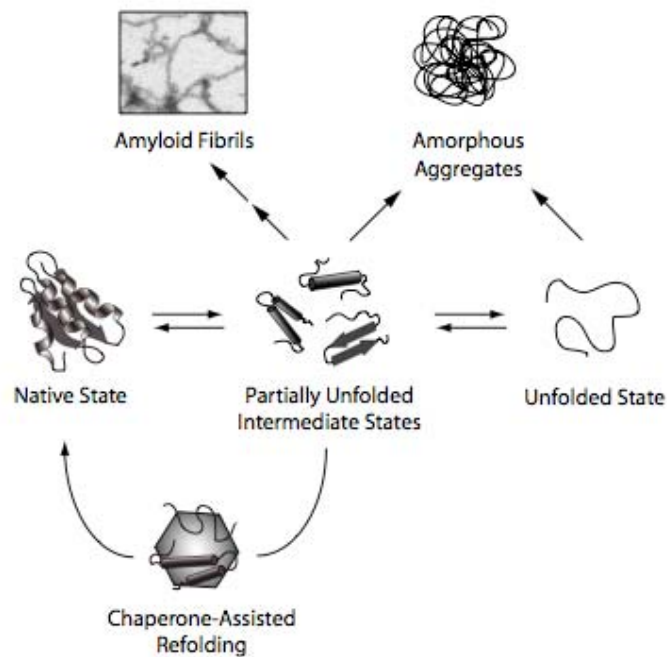 Amyloid Fibrils
Amorphous
Aggregates
Native State
Partially Unfolded
Intermediate States
Unfolded State
Chaperone-Assisted
Refolding